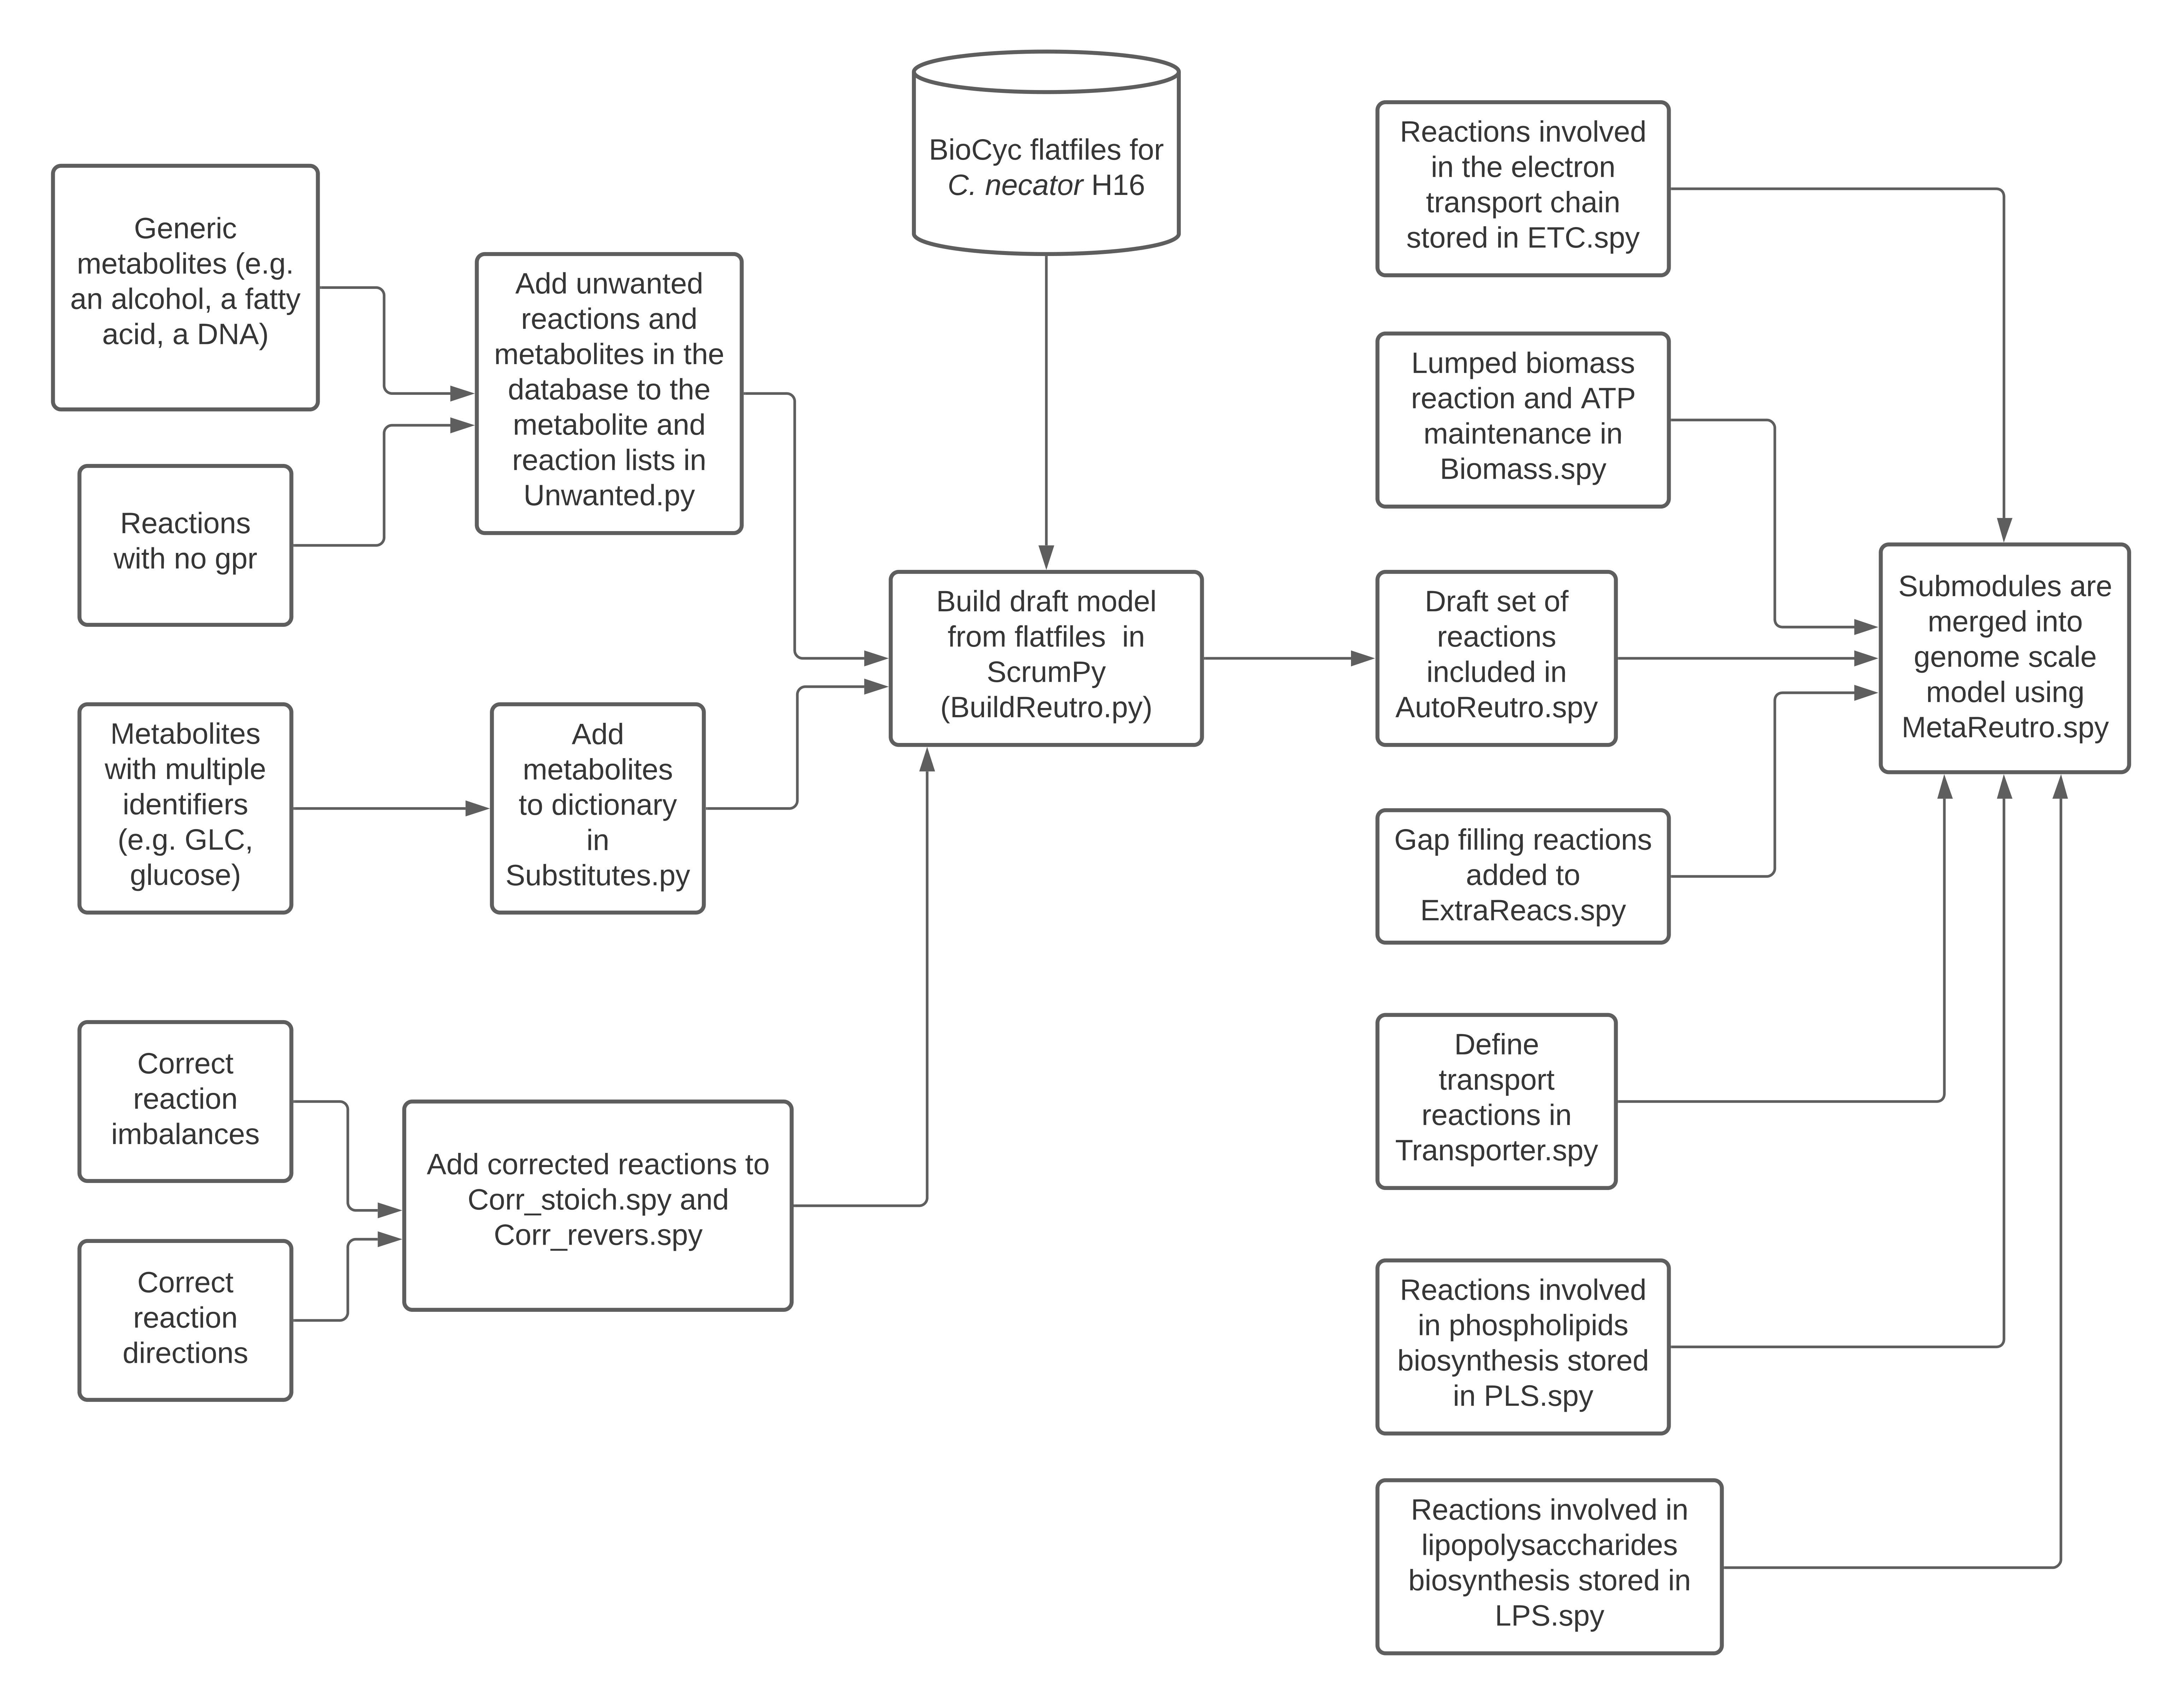 Generic
metabolites (e.g.
an alcohol, a fatty
acid, a DNA)
Reactions
with no gpr
Metabolites
with multiple
identifiers
(e.g. GLC,
glucose)
Correct
reaction
imbalances
Correct
reaction
directions
Add unwanted
reactions and
metabolites in the
database to the
metabolite and
reaction lists in
Unwanted.py
Add
metabolites
to dictionary
in
Substitutes.py
Add corrected reactions to
Corr_stoich.spy and
Corr_revers.spy
BioCyc flatfiles for
C. necator H16
Build draft model
from flatfiles in
ScrumPy
(BuildReutro.py)
Reactions involved
in the electron
transport chain
stored in ETC.spy
Lumped biomass
reaction and ATP
maintenance in
Biomass.spy
Draft set of
reactions
included in
AutoReutro.spy
Gap filling reactions
added to
ExtraReacs.spy
Define
transport
reactions in
Transporter.spy
Reactions involved
in phospholipids
biosynthesis stored
in PLS.spy
Reactions involved in
lipopolysaccharides
biosynthesis stored in
LPS.spy
Submodules are
merged into
genome scale
model using
MetaReutro.spy